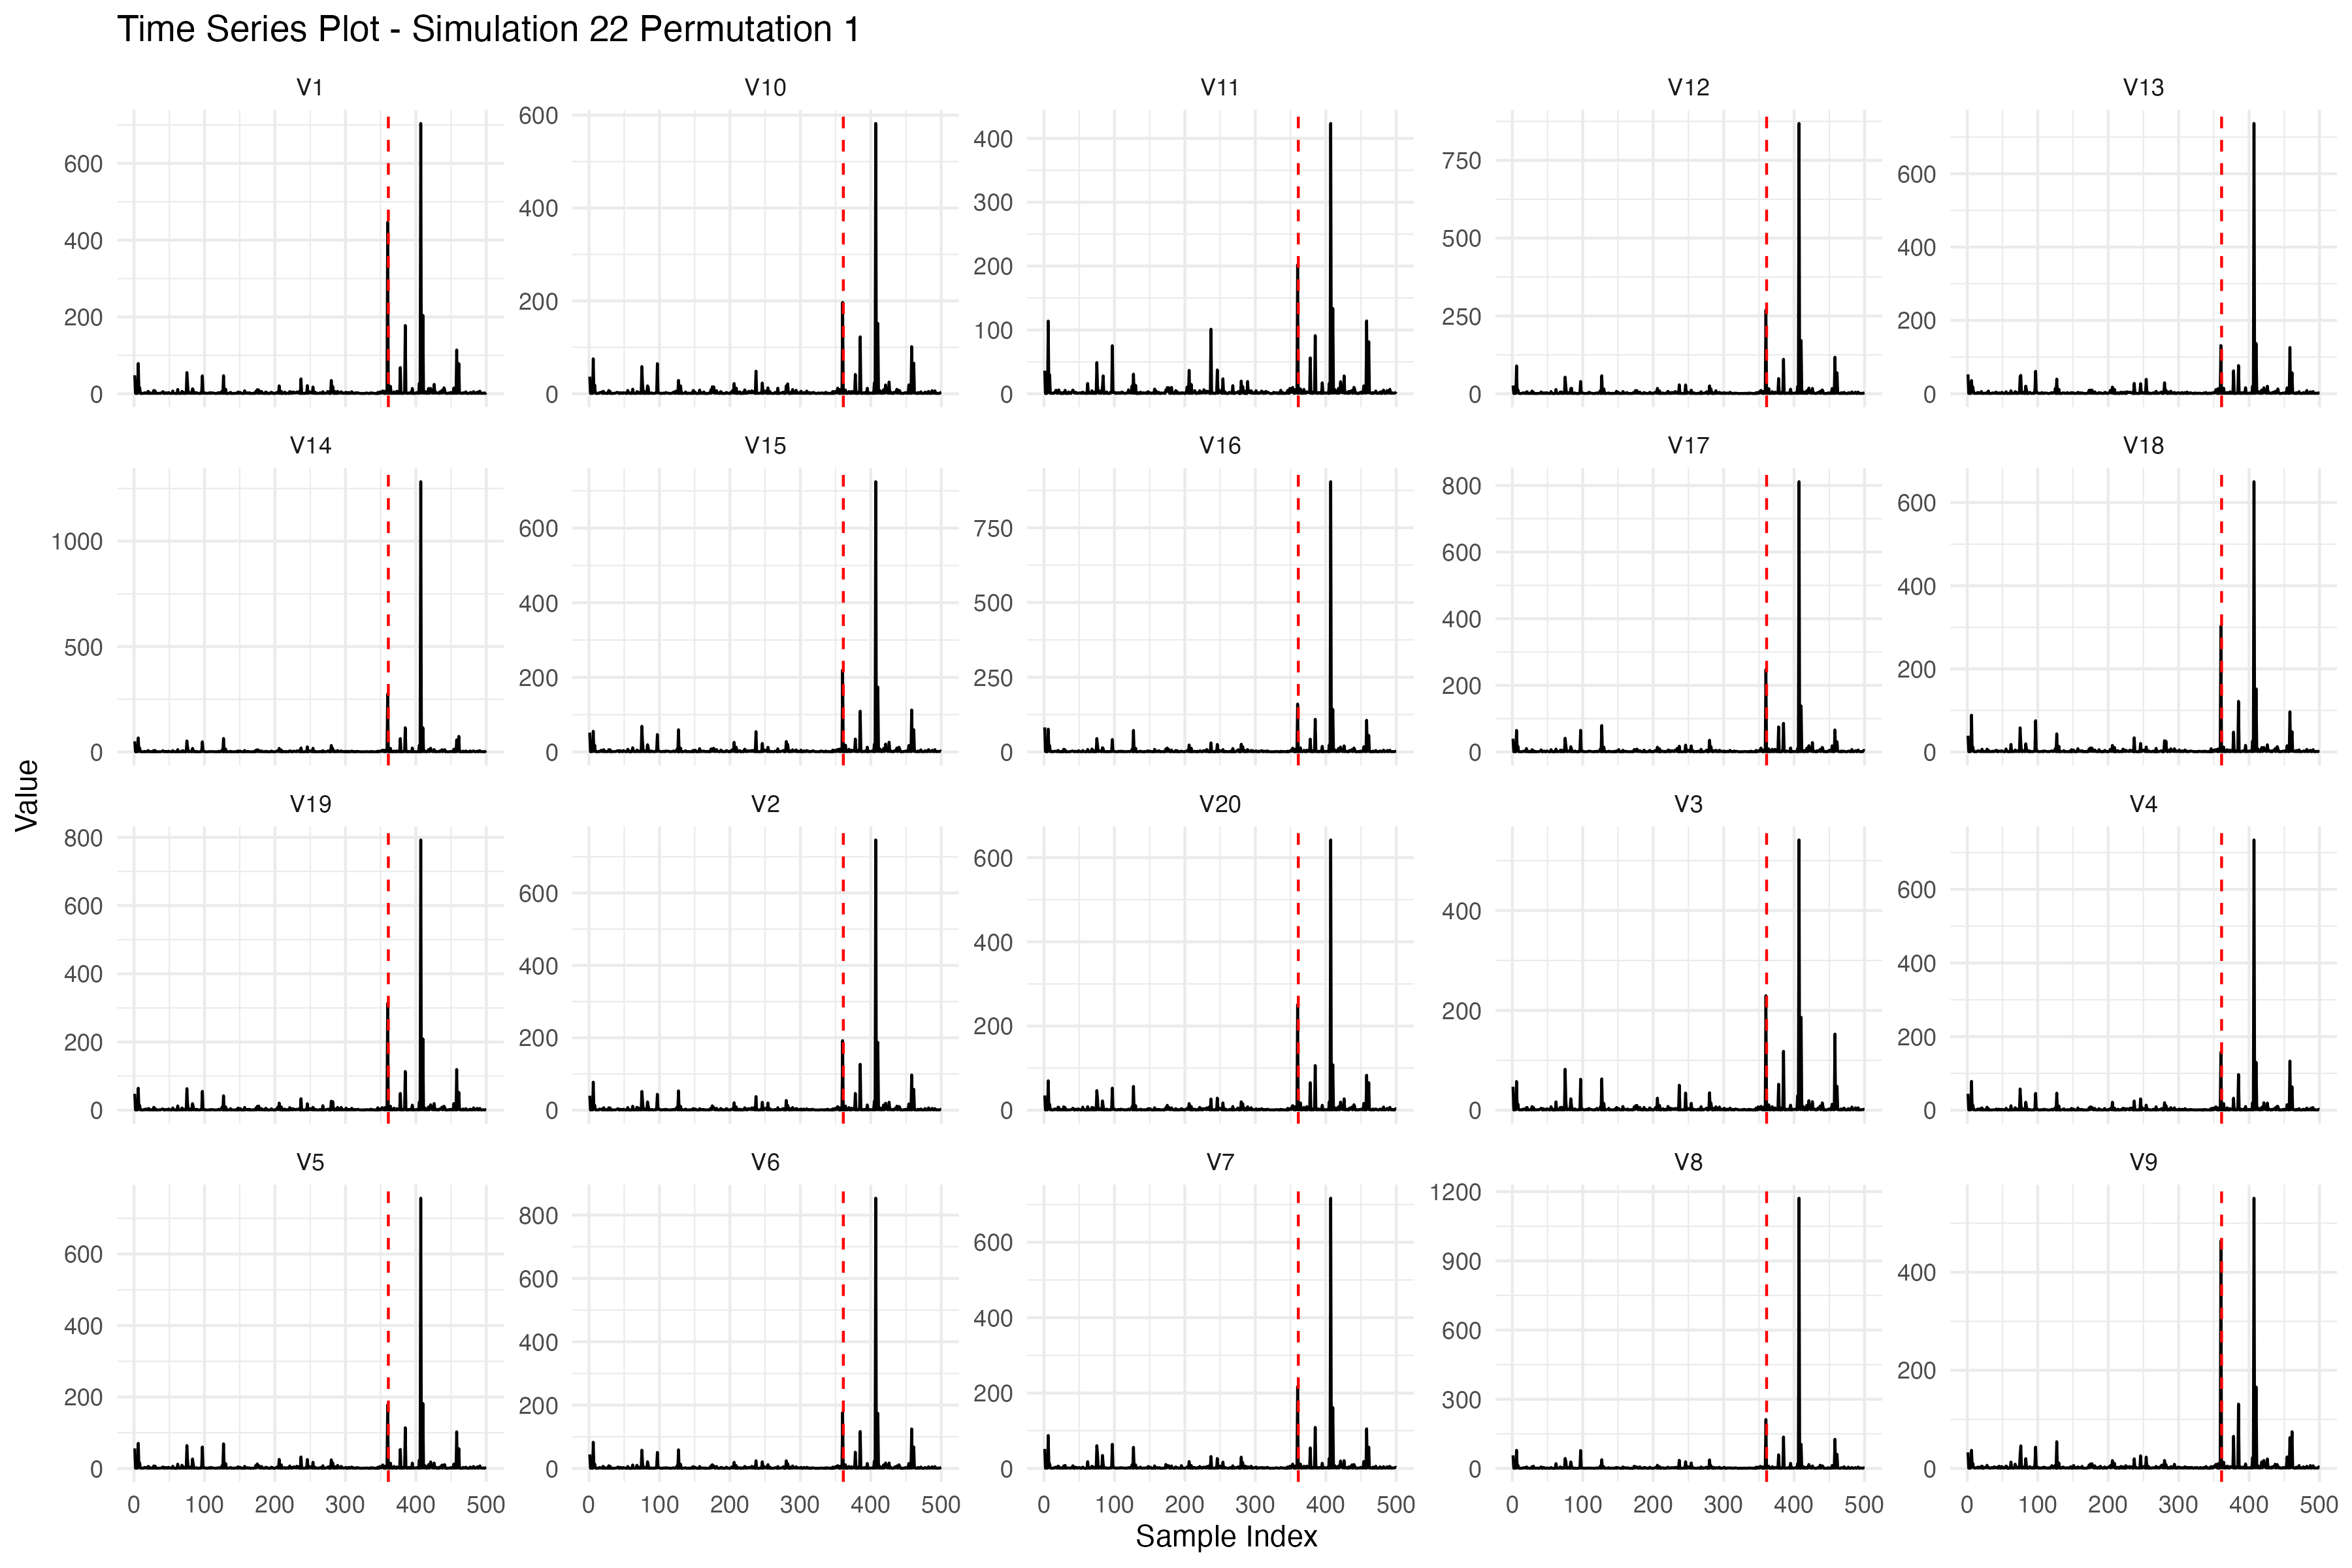 Time Series Plot - Simulation 22 Permutation 1
V1 V10 V11 V12 V13
600 400 200 0
600 400 200 0
400 300 200 100 0
750 500 250 0
600 400 200 0
V14 V15 V16 V17 V18
1000 500 0
600 400 200 0
750 500 250 0
800 600 400 200 0
600 400 200 0
Value
V19 V2 V20 V3 V4
800 600 400 200 0
600 400 200 0
600 400 200 0
400 200 0
600 400 200 0
V5 V6 V7 V8 V9
600 400 200 0
800 600 400 200 0
600 400 200 0
1200 900 600 300 0
400 200 0
0 100 200 300 400 500
0 100 200 300 400 500
0 100 200 300 400 500
0 100 200 300 400 500
0 100 200 300 400 500
Sample Index